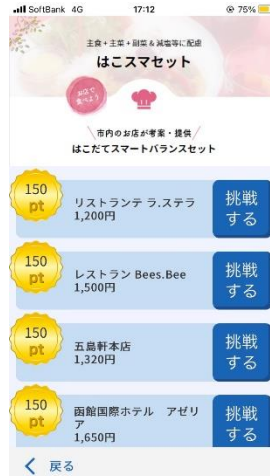 SoftBank 4G 17:12 75%
主食+主菜+副菜&減塩等に配慮
はこスマセット
お店で
食べよう
市内のお店が考案・提供
はこだてスマートバランスセット
150
pt
リストランテ ラ.ステラ
1,200円
挑戦
する
150
pt
レストラン Bees.Bee
1,500円
挑戦
する
150
pt
五島軒本店
1,320円
挑戦
する
150
pt
函館国際ホテル アゼリ
ア
1,650円
挑戦
する
戻る